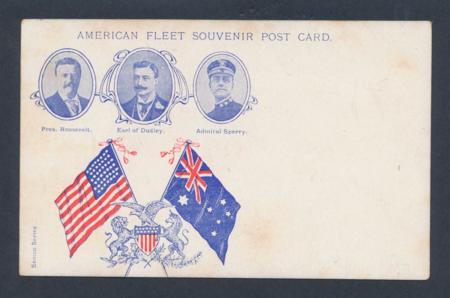 AMERICAN FLEET SOUVENIR POST CARD.
Pres. Roosevelt. Earl of Dudley. Admiral Sperry.